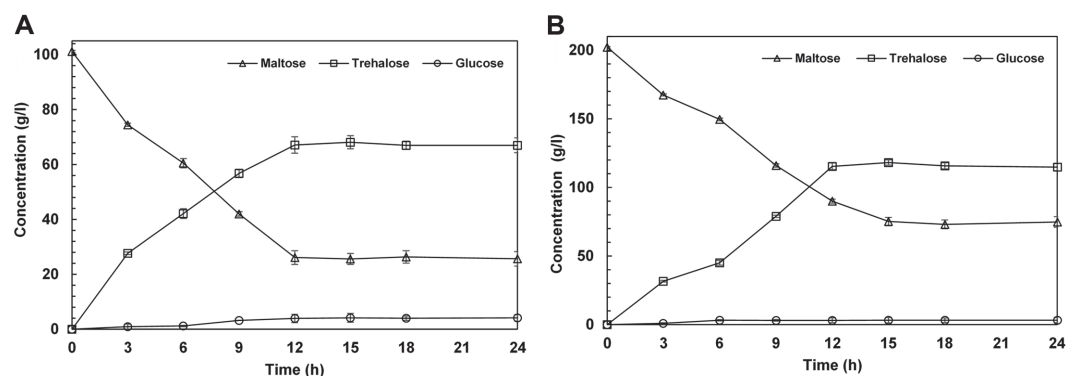 A
Concentration (g/l)
100
80
60
40
20
0
Maltose Trehalose Glucose
0 3 6 9 12 15 18 21 24
Time (h)
B
Concentration (g/l)
200
150
100
50
0
Maltose Trehalose Glucose
0 3 6 9 12 15 18 21 24
Time (h)